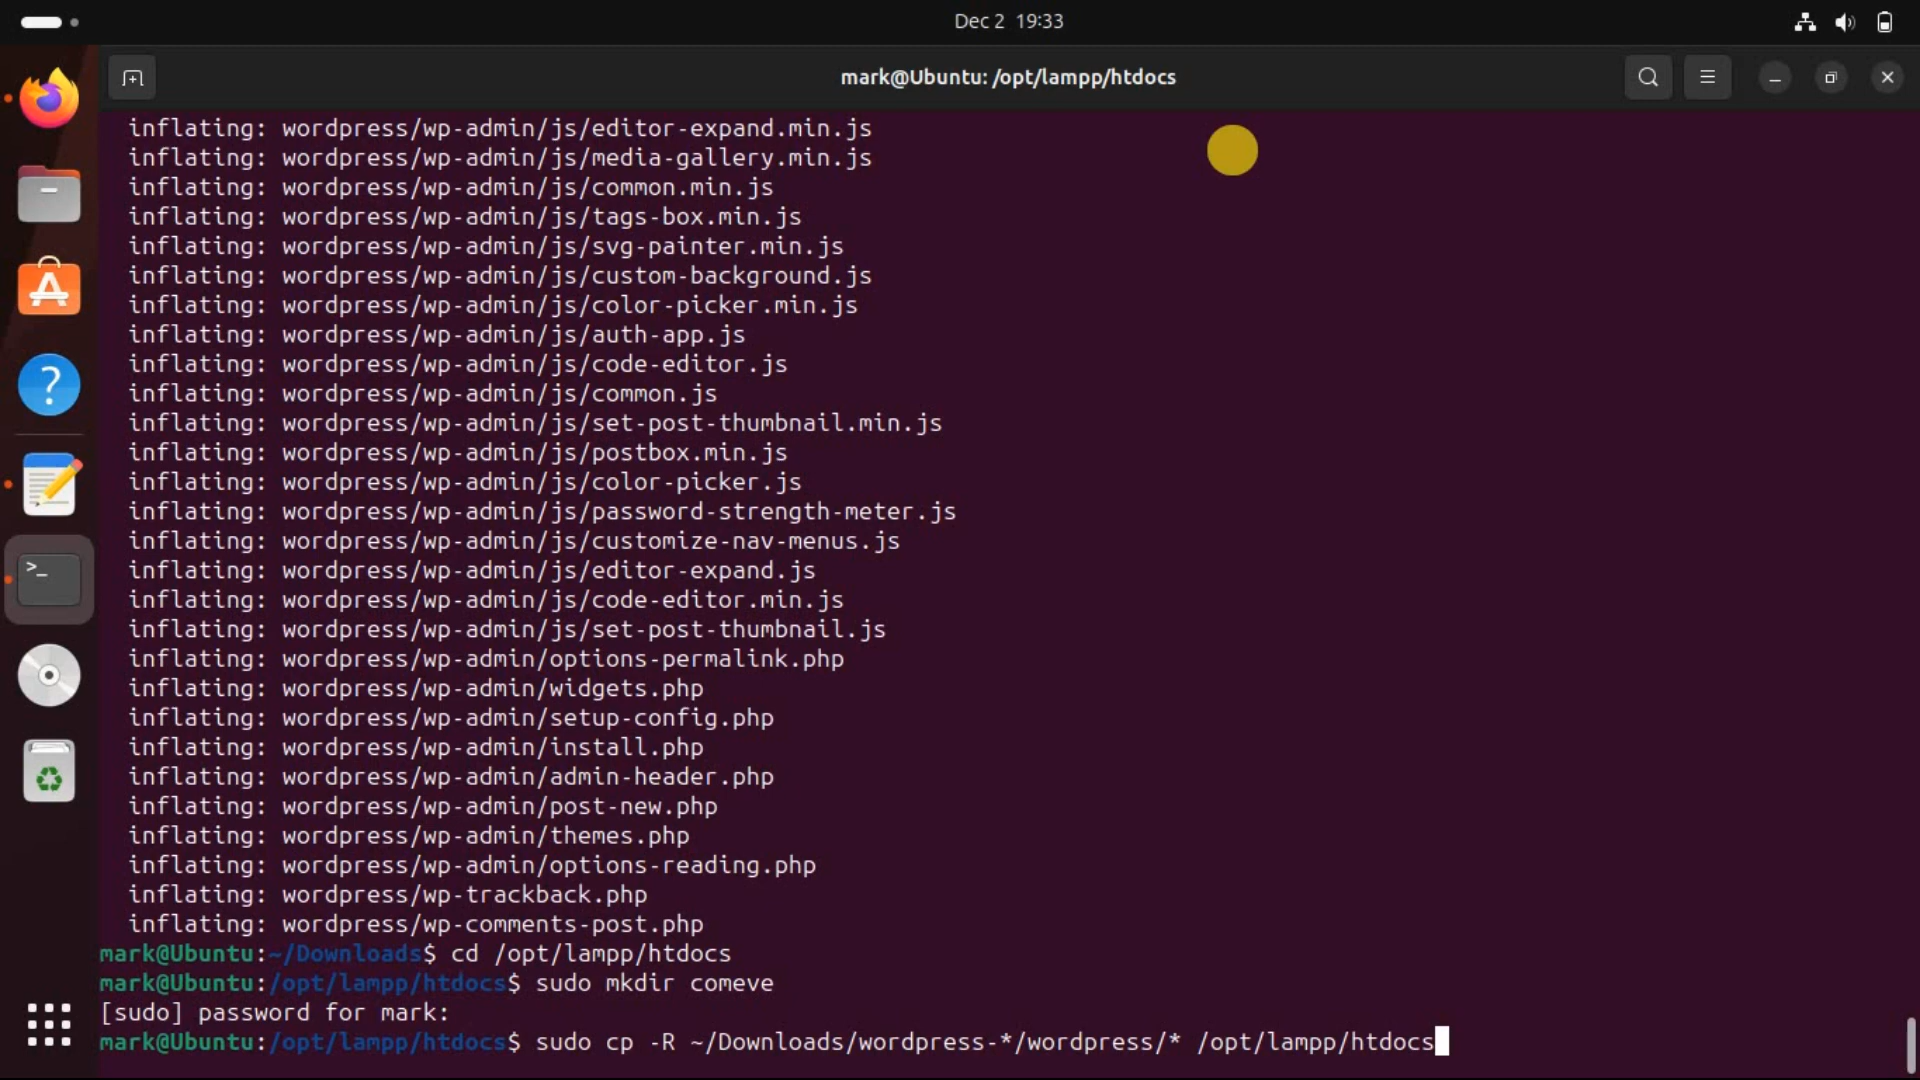 Dec 2 19:33
mark@Ubuntu: /opt/lampp/htdocs
inflating: wordpress/wp-admin/js/editor-expand.min.js
inflating: wordpress/wp-admin/js/media-gallery.min.js
inflating: wordpress/wp-admin/js/common.min.js
inflating: wordpress/wp-admin/js/tags-box.min.js
inflating: wordpress/wp-admin/js/svg-painter.min.js
inflating: wordpress/wp-admin/js/custom-background.js
inflating: wordpress/wp-admin/js/color-picker.min.js
inflating: wordpress/wp-admin/js/auth-app.js
inflating: wordpress/wp-admin/js/code-editor.js
inflating: wordpress/wp-admin/js/common.js
inflating: wordpress/wp-admin/js/set-post-thumbnail.min.js
inflating: wordpress/wp-admin/js/postbox.min.js
inflating: wordpress/wp-admin/js/color-picker.js
inflating: wordpress/wp-admin/js/password-strength-meter.js
inflating: wordpress/wp-admin/js/customize-nav-menus.js
inflating: wordpress/wp-admin/js/editor-expand.js
inflating: wordpress/wp-admin/js/code-editor.min.js
inflating: wordpress/wp-admin/js/set-post-thumbnail.js
inflating: wordpress/wp-admin/options-permalink.php
inflating: wordpress/wp-admin/widgets.php
inflating: wordpress/wp-admin/setup-config.php
inflating: wordpress/wp-admin/install.php
inflating: wordpress/wp-admin/admin-header.php
inflating: wordpress/wp-admin/post-new.php
inflating: wordpress/wp-admin/themes.php
inflating: wordpress/wp-admin/options-reading.php
inflating: wordpress/wp-trackback.php
inflating: wordpress/wp-comments-post.php
mark@Ubuntu:~/Downloads$ cd /opt/lampp/htdocs
mark@Ubuntu:/opt/lampp/htdocs$ sudo mkdir comeve
[sudo] password for mark:
mark@Ubuntu:/opt/lampp/htdocs$ sudo cp -R ~/Downloads/wordpress-*/wordpress/* /opt/lampp/htdocs